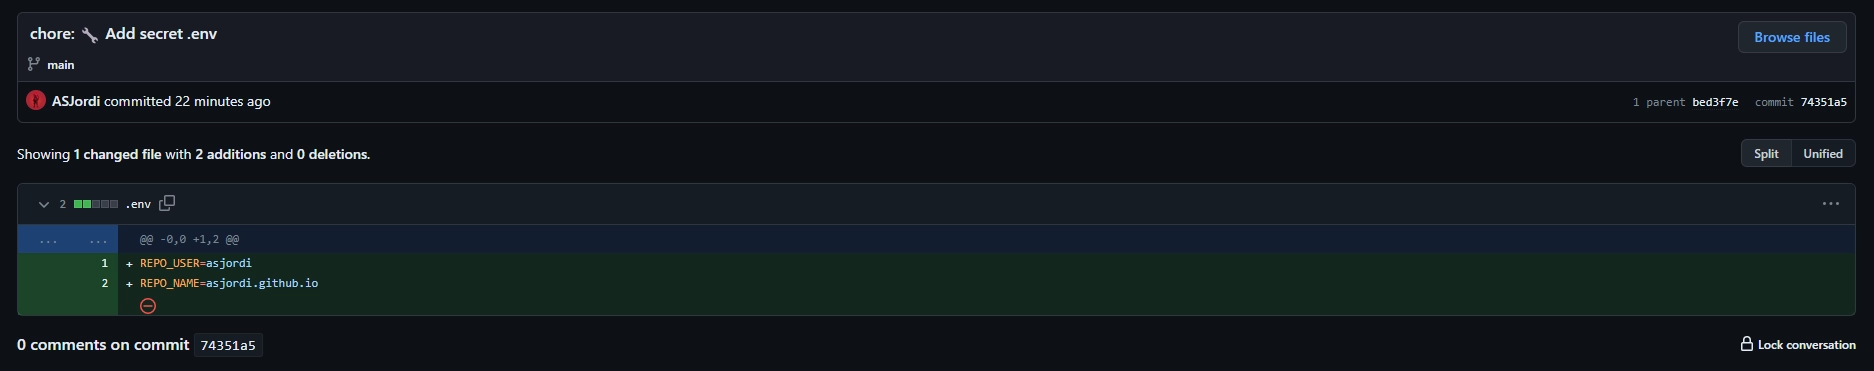 chore: 🔧 Add secret .env
Browse files
main
ASJordi committed 22 minutes ago
1 parent bed3f7e commit 74351a5
Showing 1 changed file with 2 additions and 0 deletions.
Split Unified
2 .env
... ... @@ -0,0 +1,2 @@
1 + REPO_USER=asjordi
2 + REPO_NAME=asjordi.github.io
0 comments on commit 74351a5
Lock conversation